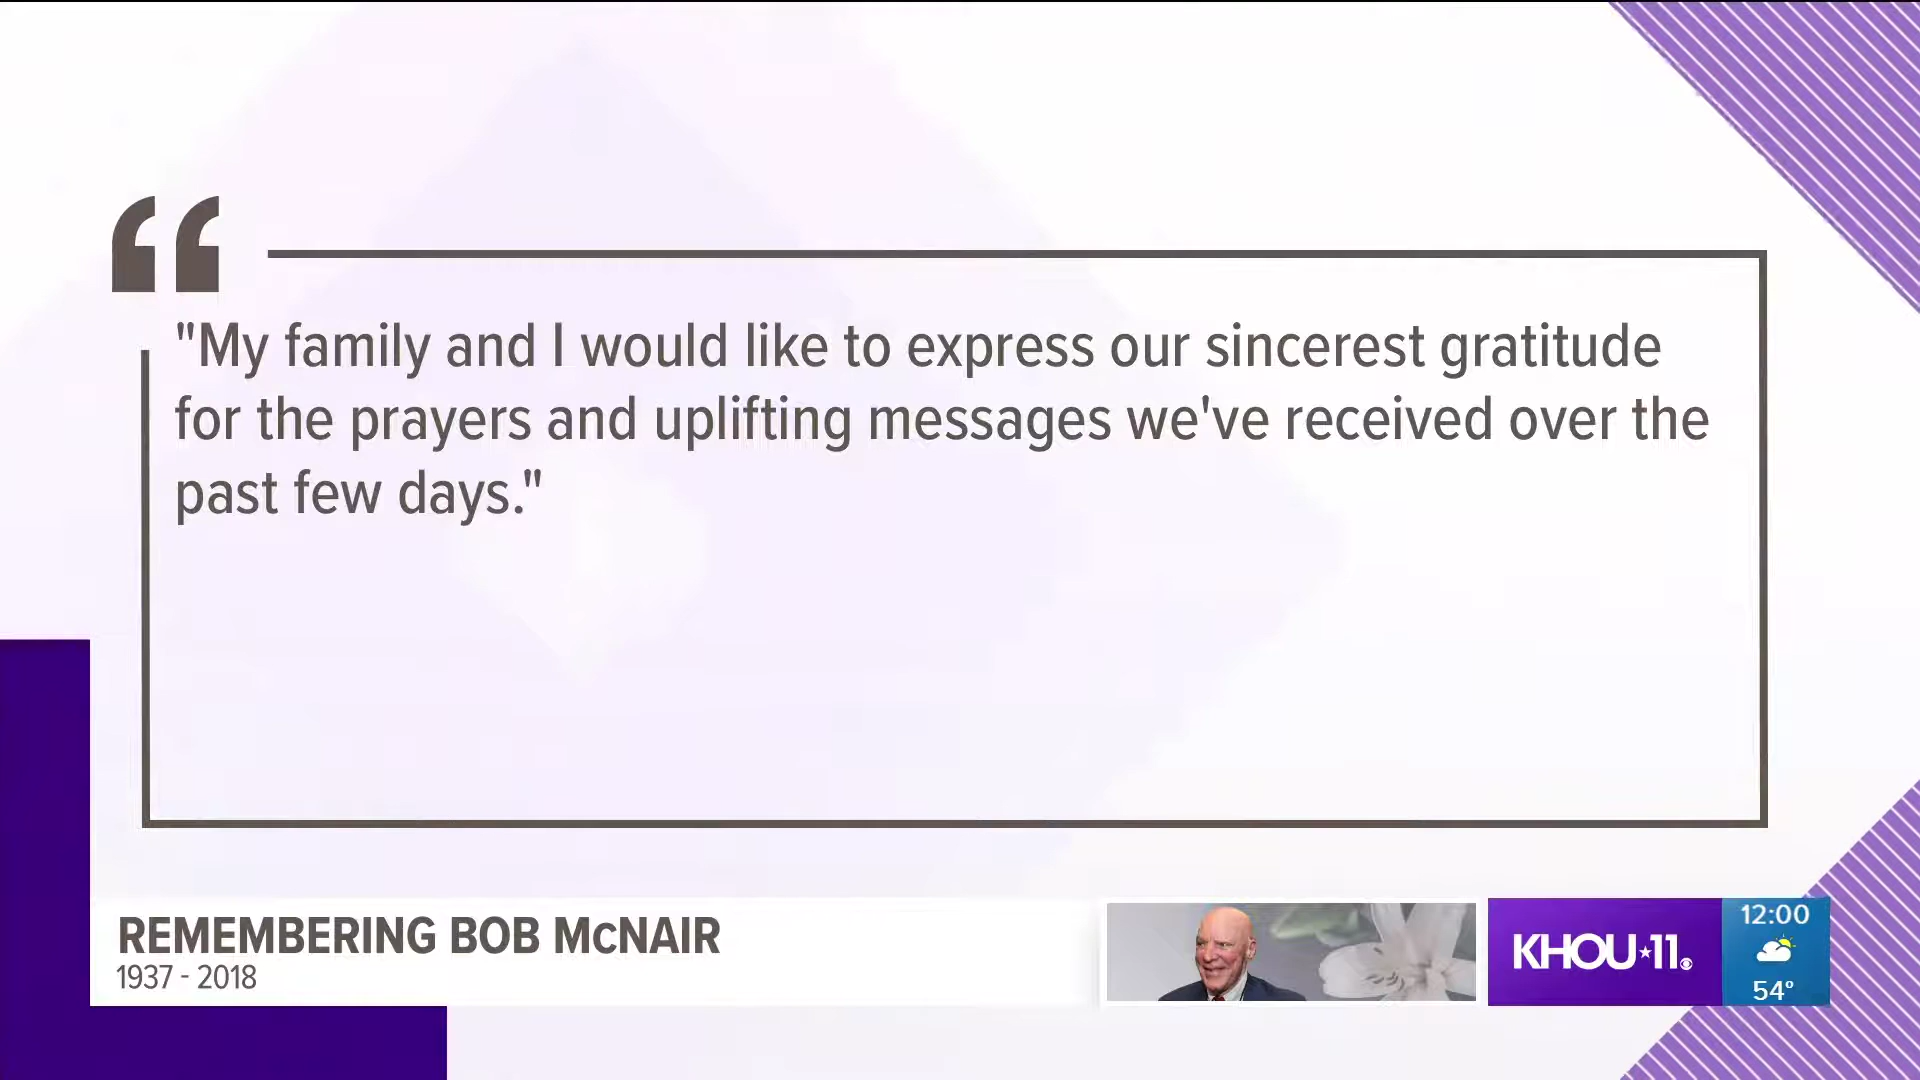 "My family and I would like to express our sincerest gratitude
for the prayers and uplifting messages we've received over the
past few days."
REMEMBERING BOB McNAIR
1937 - 2018
KHOU★11
12:00
54°